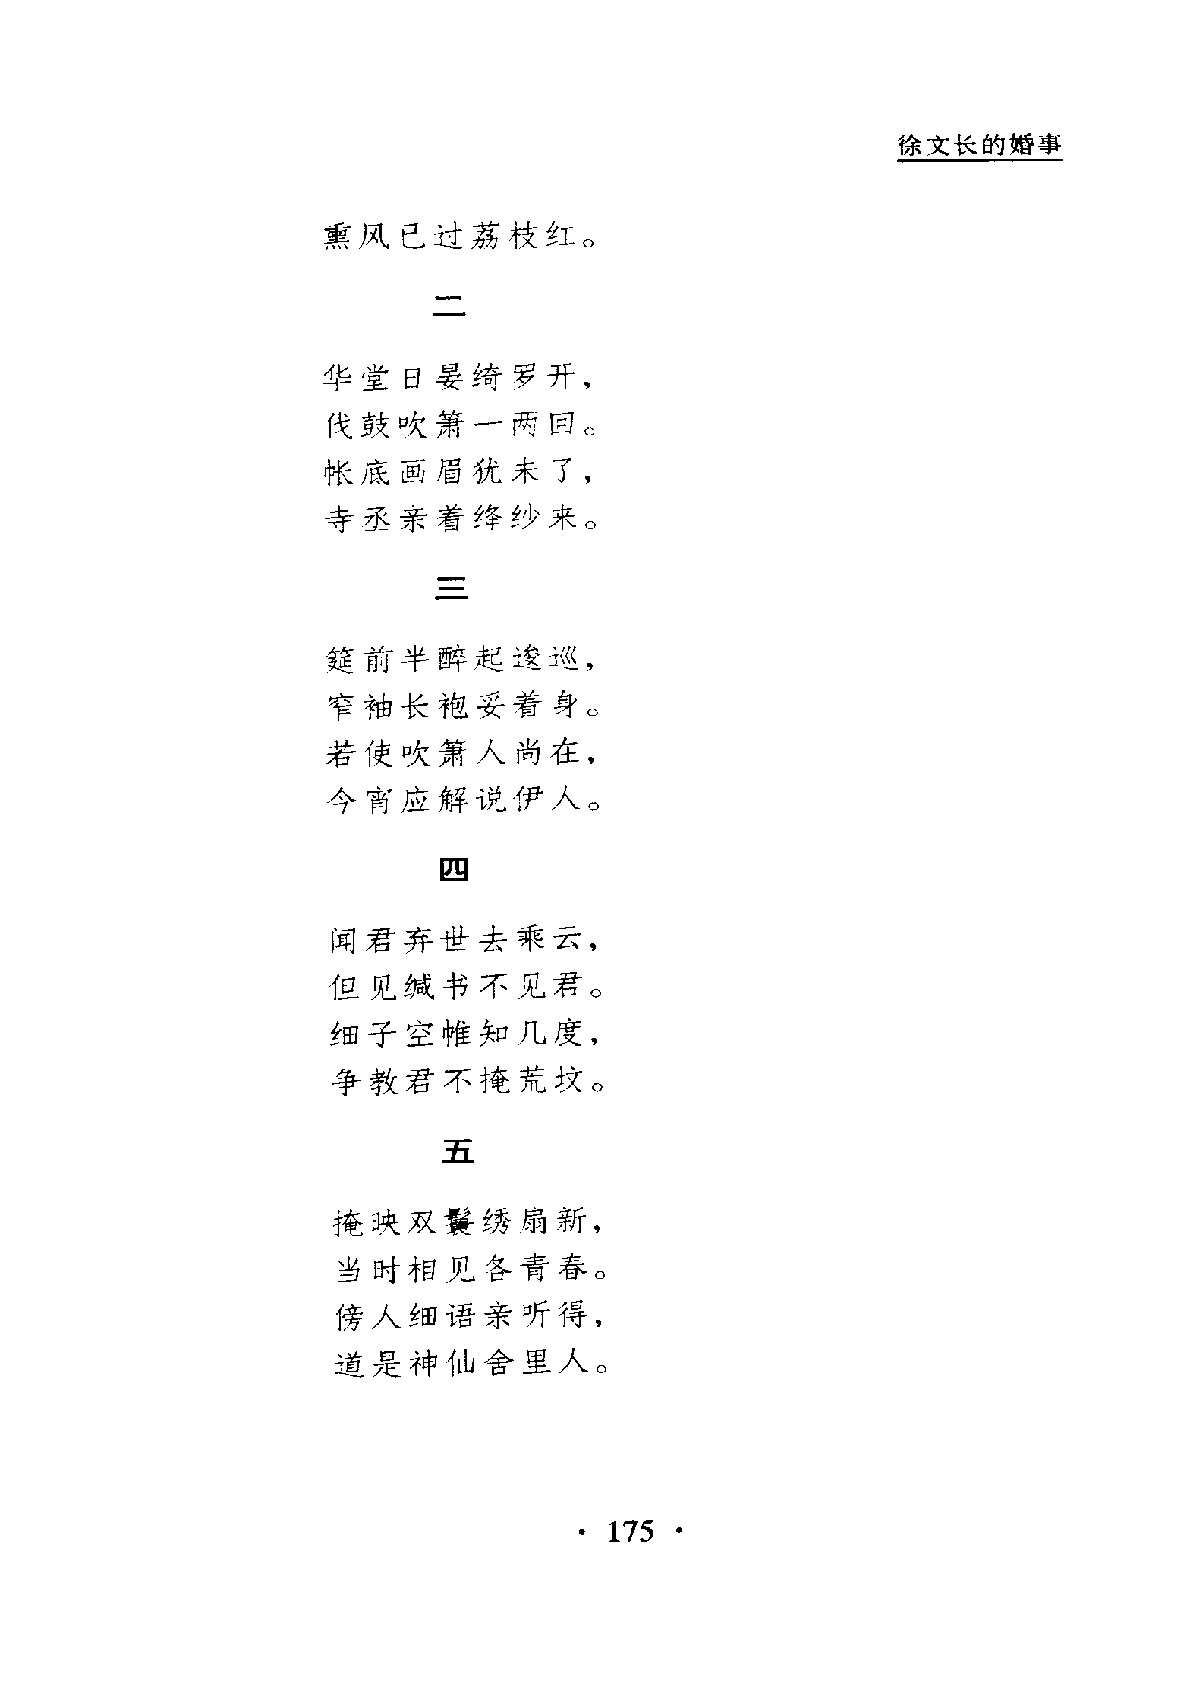 徐文长的婚事
熏风已过荔枝红。
二
华堂日晏绮罗开，
伐鼓吹箫一两回。
帐底画眉犹未了，
寺丞亲着绛纱来。
三
筵前半醉起逡巡，
窄袖长袍妥着身。
若使吹箫人尚在，
今宵应解说伊人。
四
闻君弃世去乘云，
但见缄书不见君。
细子空帷知几度，
争教君不掩荒坟。
五
掩映双鬟绣扇新，
当时相见各青春。
傍人细语亲听得，
道是神仙会里人。
· 175 ·